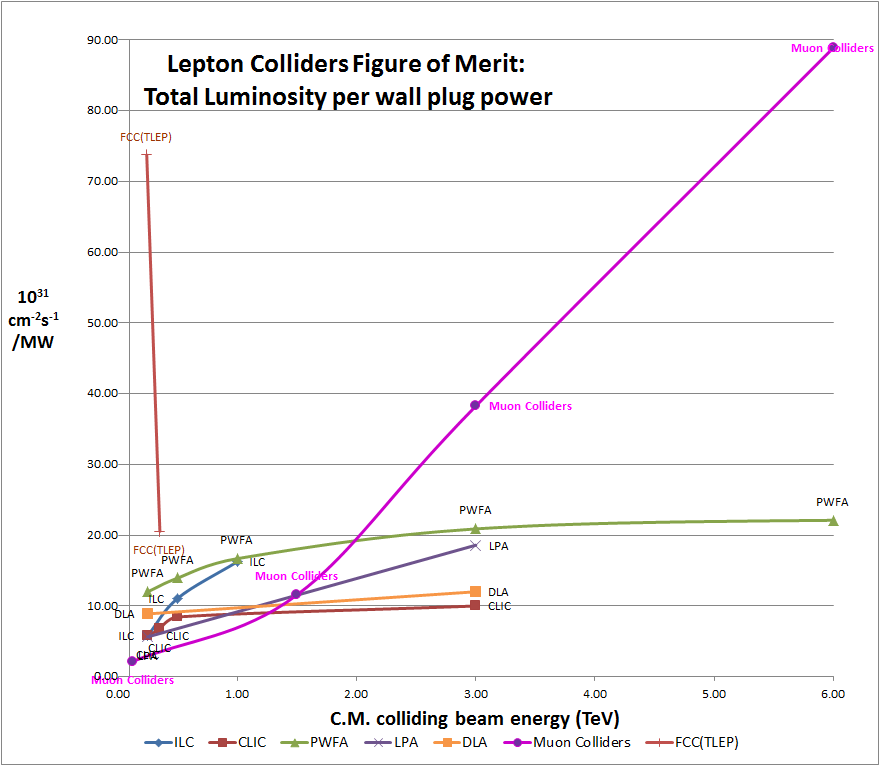 Lepton Colliders Figure of Merit:
Total Luminosity per wall plug power
90.00
80.00
70.00
60.00
50.00
40.00
30.00
20.00
10.00
0.00
10³¹
cm⁻²s⁻¹
/MW
Muon Colliders
FCC(TLEP)
Muon Colliders
PWFA
PWFA
PWFA
FCC(TLEP)
PWFA
PWFA
ILC
LPA
Muon Colliders
ILC
DLA
DLA
CLIC
ILC
CLIC
CLIC
LPA
Muon Colliders
0.00 1.00 2.00 3.00 4.00 5.00 6.00
C.M. colliding beam energy (TeV)
ILC CLIC PWFA LPA DLA Muon Colliders FCC(TLEP)